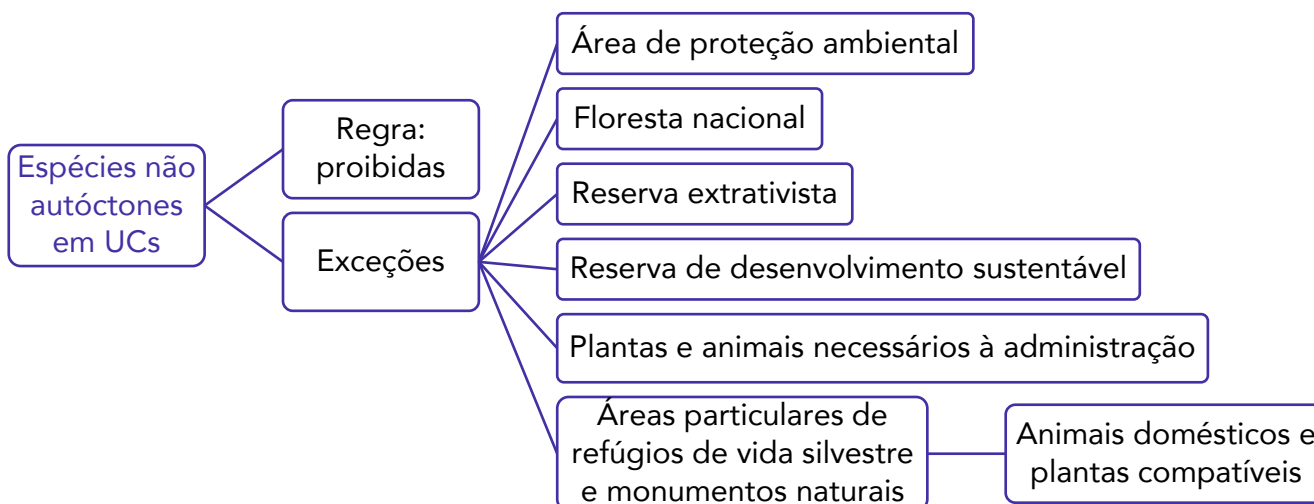 Espécies não
autóctones
em UCs
Regra:
proibidas
Exceções
Área de proteção ambiental
Floresta nacional
Reserva extrativista
Reserva de desenvolvimento sustentável
Plantas e animais necessários à administração
Áreas particulares de
refúgios de vida silvestre
e monumentos naturais
Animais domésticos e
plantas compatíveis